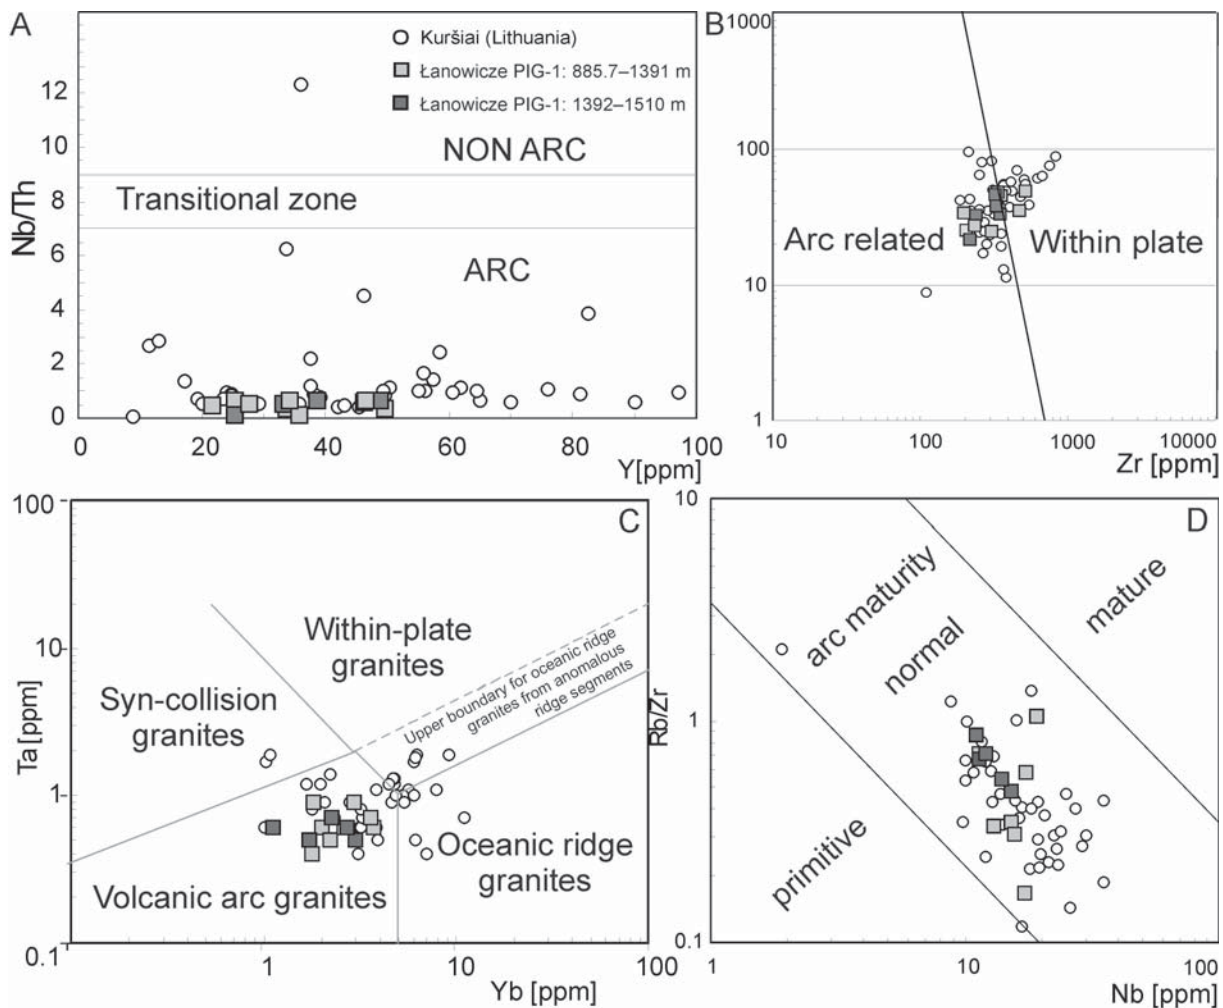 A
Kuršiai (Lithuania)
Łanowicze PIG-1: 885.7–1391 m
Łanowicze PIG-1: 1392–1510 m
NON ARC
Transitional zone
ARC
Nb/Th
12
10
8
6
4
2
0
0
20
40
60
80
100
Y[ppm]
B
1000
100
10
1
Arc related
Within plate
10
100
1000
10000
Zr [ppm]
C
100
10
1
0.1
Ta [ppm]
Within-plate
granites
Syn-collision
granites
Upper boundary for oceanic ridge
granites from anomalous
ridge segments
Volcanic arc granites
Oceanic ridge
granites
1
10
100
Yb [ppm]
D
10
1
0.1
Rb/Zr
arc maturity
normal
mature
primitive
1
10
100
Nb [ppm]